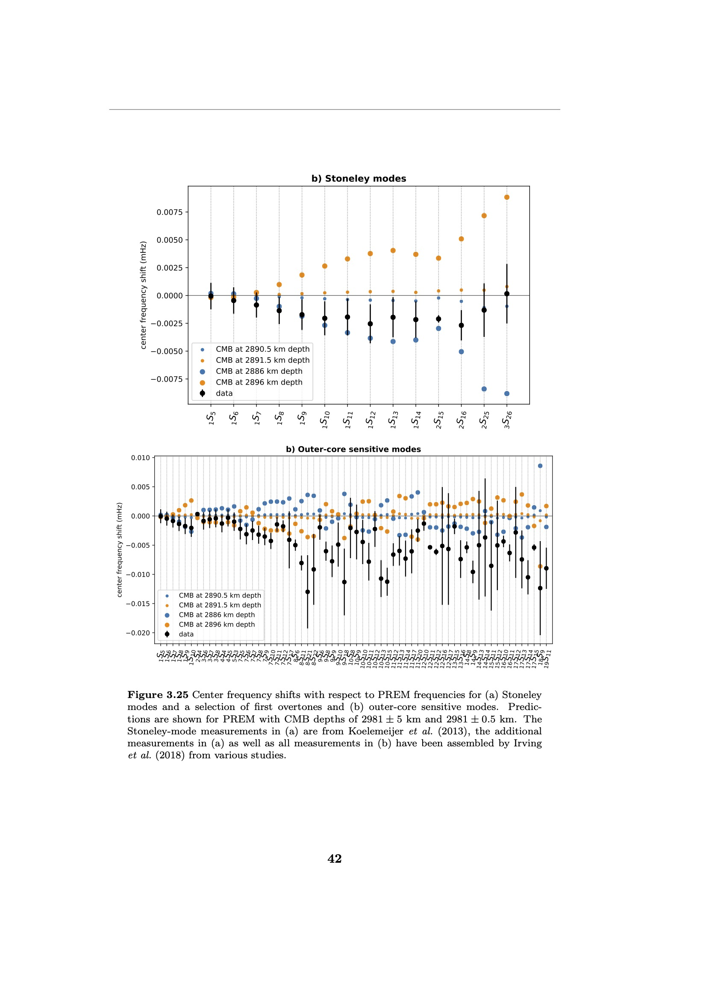 b) Stoneley modes
0.0075
0.0050
0.0025
0.0000
−0.0025
−0.0050
−0.0075
center frequency shift (mHz)
CMB at 2890.5 km depth
CMB at 2891.5 km depth
CMB at 2886 km depth
CMB at 2896 km depth
data
1S5 1S6 1S7 1S8 1S9 1S10 1S11 1S12 1S13 1S14 2S15 2S16 2S25 3S26
b) Outer-core sensitive modes
0.010
0.005
0.000
−0.005
−0.010
−0.015
−0.020
center frequency shift (mHz)
CMB at 2890.5 km depth
CMB at 2891.5 km depth
CMB at 2886 km depth
CMB at 2896 km depth
data
Figure 3.25 Center frequency shifts with respect to PREM frequencies for (a) Stoneley
modes and a selection of first overtones and (b) outer-core sensitive modes. Predic-
tions are shown for PREM with CMB depths of 2981 ± 5 km and 2981 ± 0.5 km. The
Stoneley-mode measurements in (a) are from Koelemeijer et al. (2013), the additional
measurements in (a) as well as all measurements in (b) have been assembled by Irving
et al. (2018) from various studies.
42